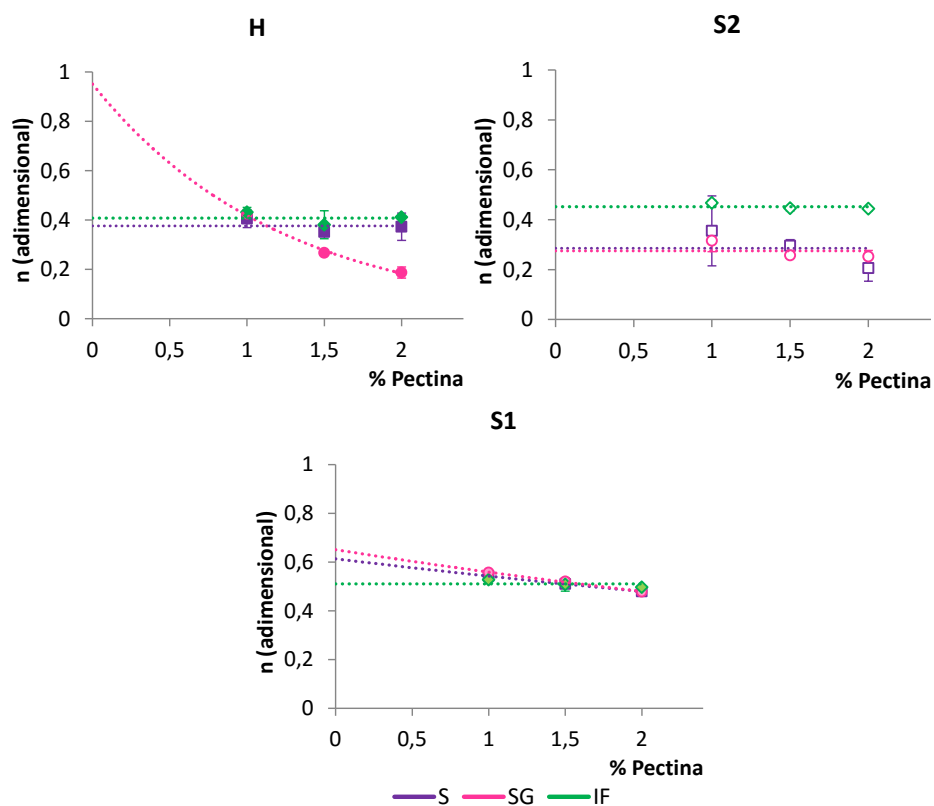 H
n (adimensional)
1
0,8
0,6
0,4
0,2
0
0 0,5 1 1,5 2
% Pectina
S2
n (adimensional)
1
0,8
0,6
0,4
0,2
0
0 0,5 1 1,5 2
% Pectina
S1
n (adimensional)
1
0,8
0,6
0,4
0,2
0
0 0,5 1 1,5 2
% Pectina
S SG IF